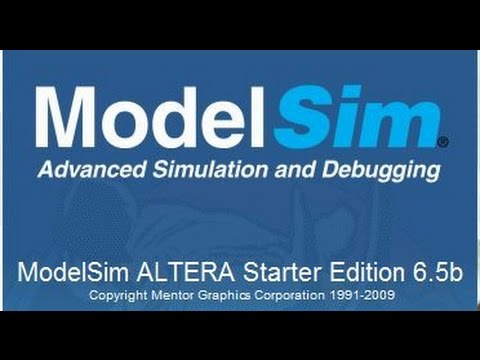 ModelSim®
Advanced Simulation and Debugging
ModelSim ALTERA Starter Edition 6.5b
Copyright Mentor Graphics Corporation 1991-2009